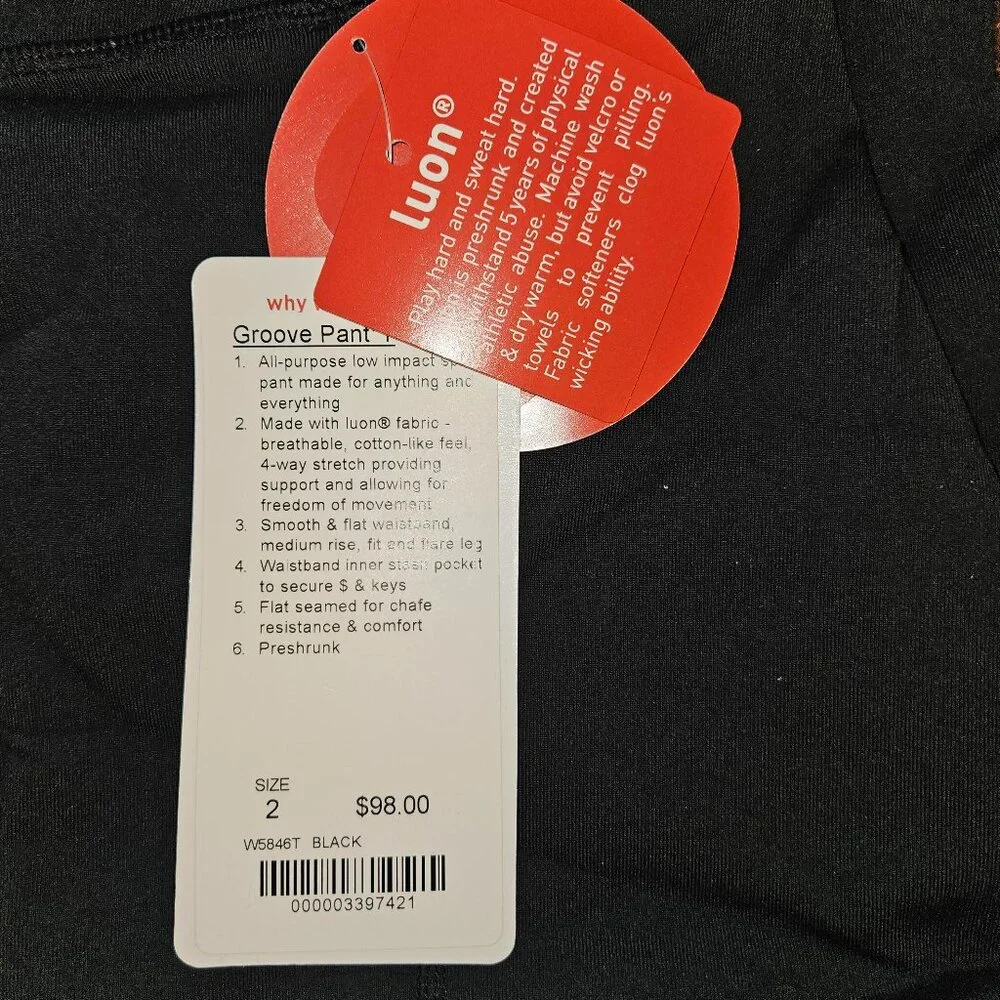 luon®
Play hard and sweat hard.
is preshrunk and created
withstand 5 years of physical
athletic abuse. Machine wash
& dry warm, but avoid velcro or
towels to prevent pilling.
Fabric softeners clog luon's
wicking ability.
why
Groove Pant
1. All-purpose low impact
pant made for anything and
everything
2. Made with luon® fabric -
breathable, cotton-like feel,
4-way stretch providing
support and allowing for
freedom of movement
3. Smooth & flat waistband,
medium rise, fit and flare leg
4. Waistband inner stash pocket
to secure $ & keys
5. Flat seamed for chafe
resistance & comfort
6. Preshrunk
SIZE
2 $98.00
W5846T BLACK
000003397421